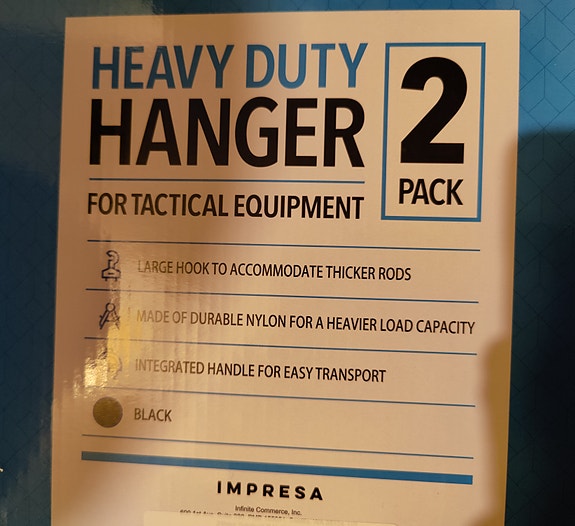 HEAVY DUTY
HANGER
FOR TACTICAL EQUIPMENT
2
PACK
LARGE HOOK TO ACCOMMODATE THICKER RODS
MADE OF DURABLE NYLON FOR A HEAVIER LOAD CAPACITY
INTEGRATED HANDLE FOR EASY TRANSPORT
BLACK
IMPRESA
Infinite Commerce, Inc.